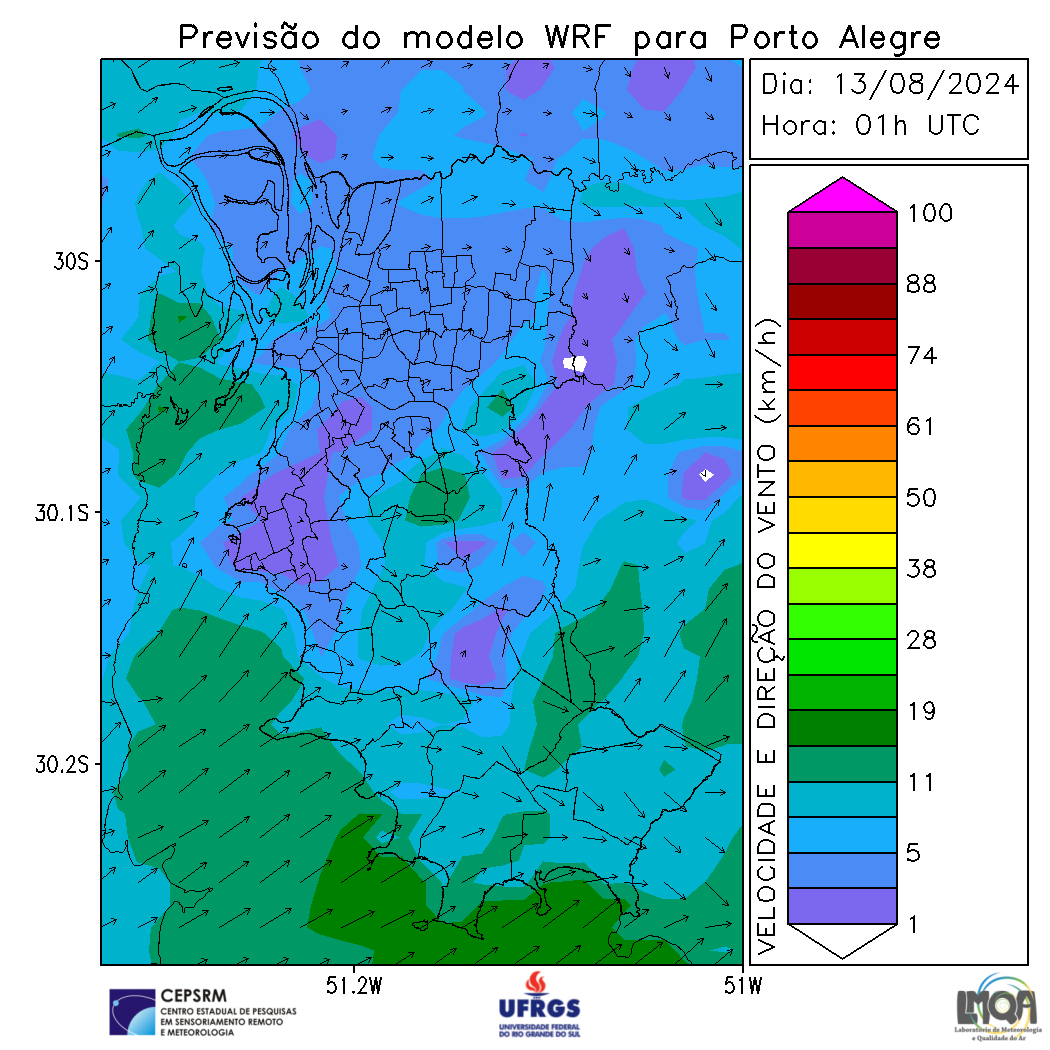 Previsão do modelo WRF para Porto Alegre
Dia: 13/08/2024
Hora: 01h UTC
30S
30.1S
30.2S
51.2W
51W
VELOCIDADE E DIREÇÃO DO VENTO (km/h)
100
88
74
61
50
38
28
19
11
5
1
CEPSRM
CENTRO ESTADUAL DE PESQUISAS
EM SENSORIAMENTO REMOTO
E METEOROLOGIA
UFRGS
UNIVERSIDADE FEDERAL
DO RIO GRANDE DO SUL
LMQA
Laboratório de Meteorologia
e Qualidade do Ar